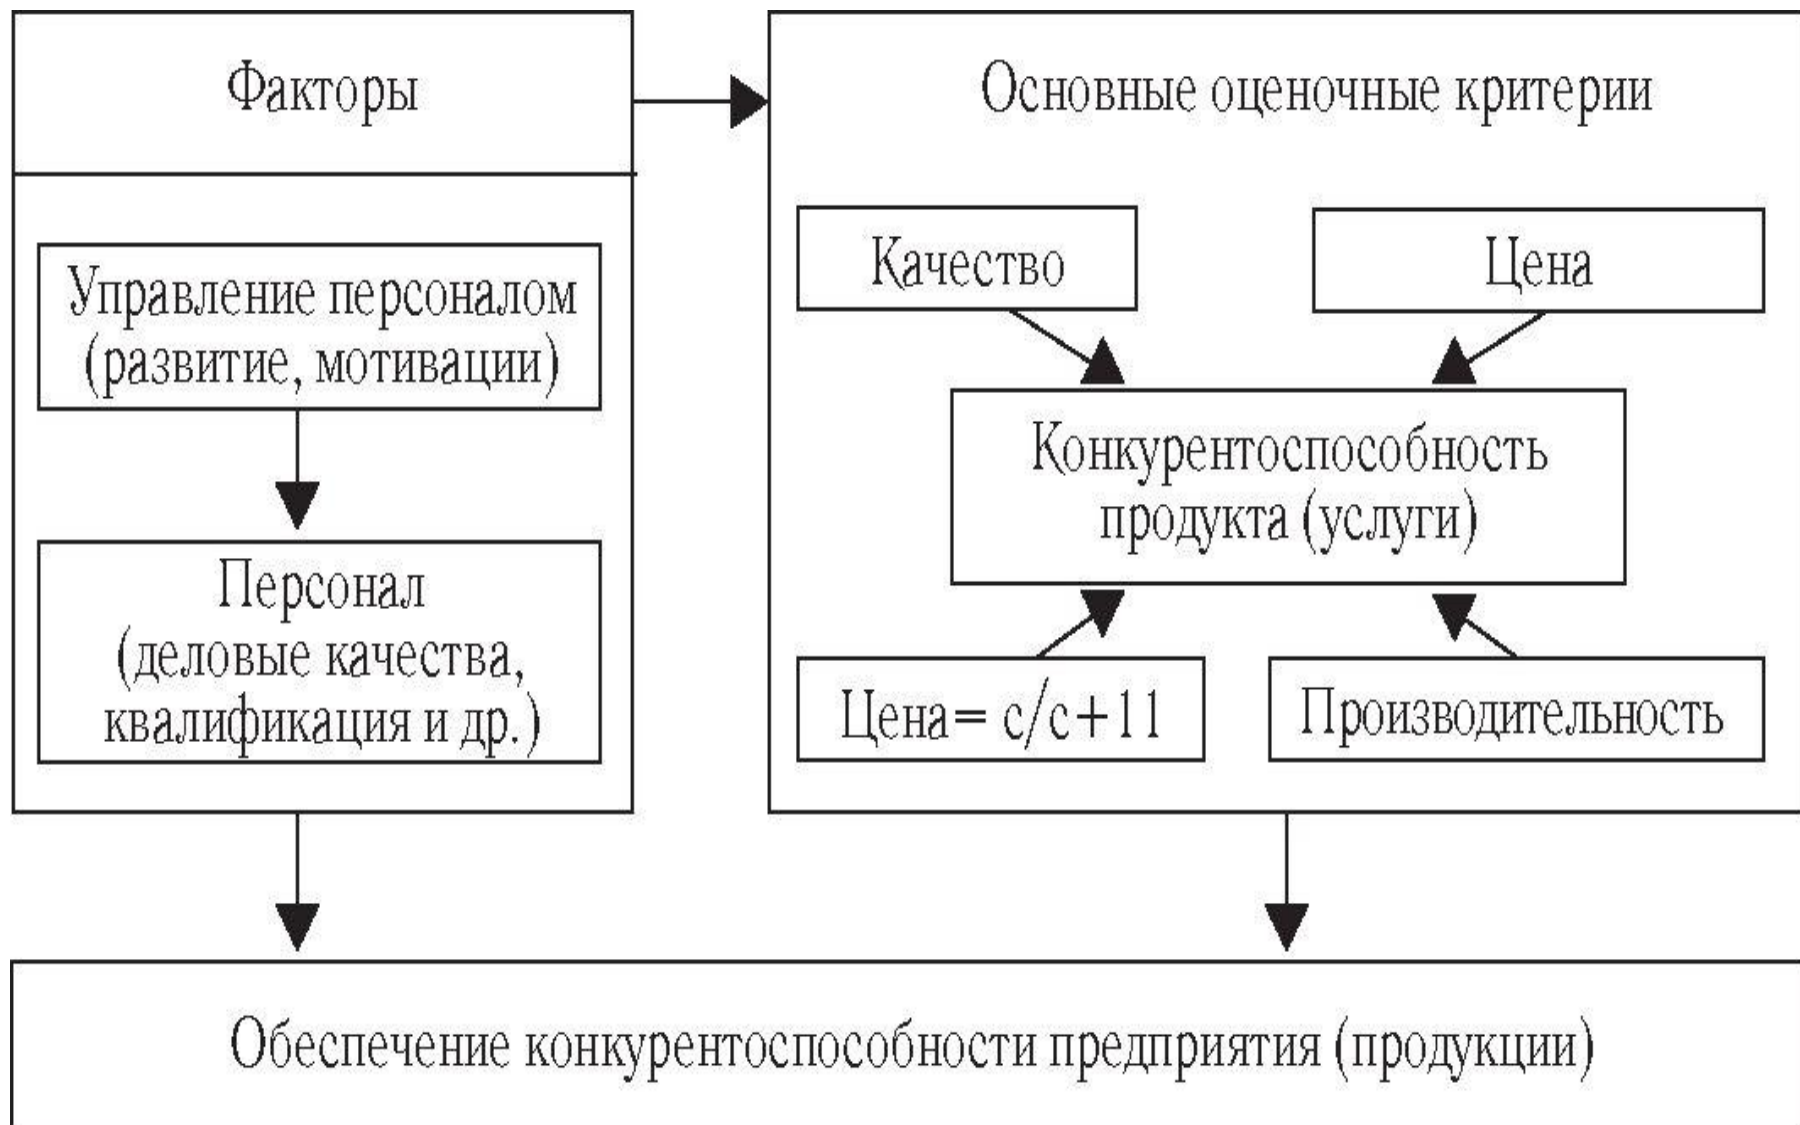 Факторы
Управление персоналом
(развитие, мотивации)
Персонал
(деловые качества,
квалификация и др.)
Основные оценочные критерии
Качество
Цена
Конкурентоспособность
продукта (услуги)
Цена= с/с+11
Производительность
Обеспечение конкурентоспособности предприятия (продукции)